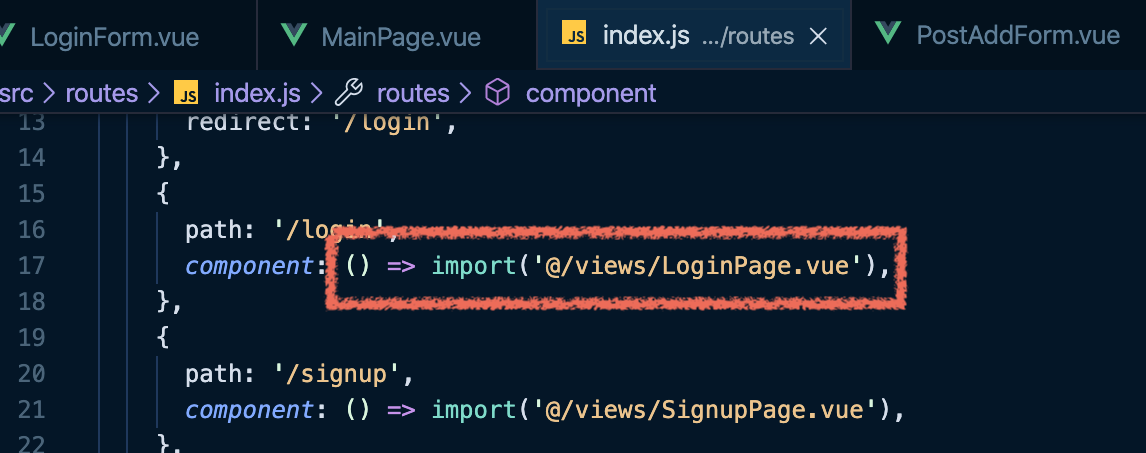 LoginForm.vue MainPage.vue JS index.js .../routes PostAddForm.vue
src > routes > JS index.js > routes > component
13 redirect: '/login',
14 },
15 {
16 path: '/login',
17 component: () => import('@/views/LoginPage.vue'),
18 },
19 {
20 path: '/signup',
21 component: () => import('@/views/SignupPage.vue'),
22 },